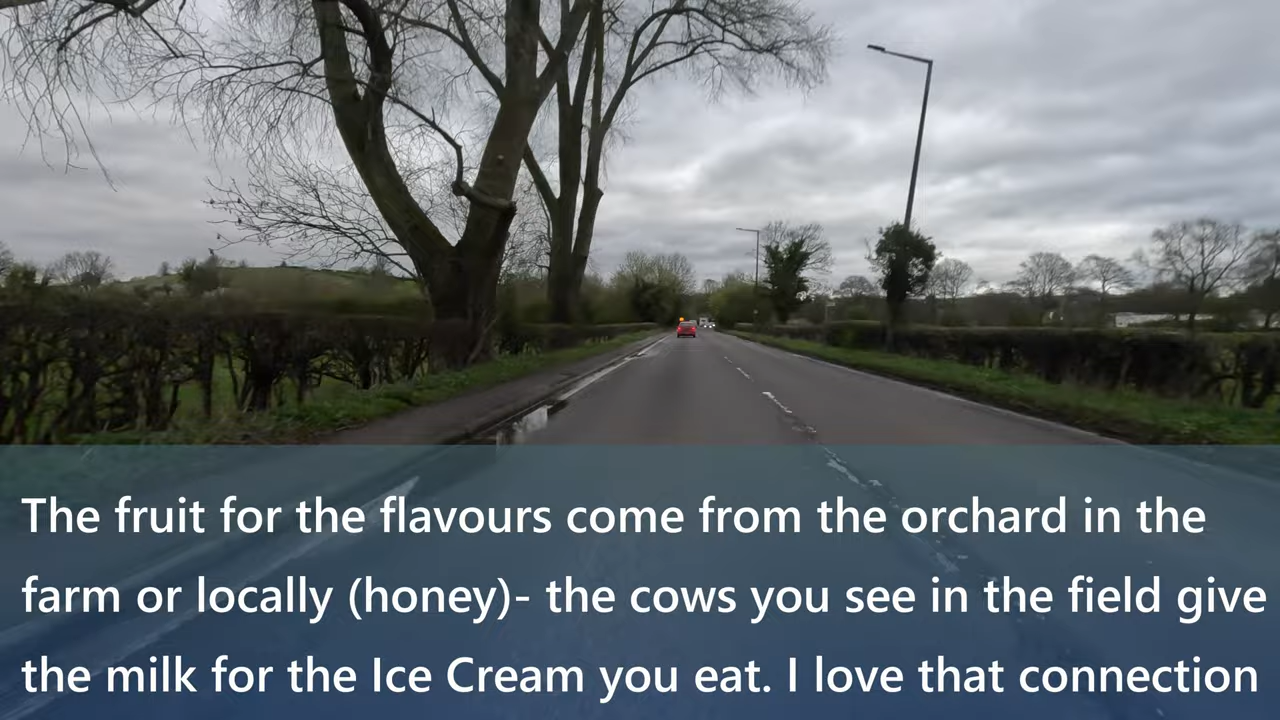 The fruit for the flavours come from the orchard in the
farm or locally (honey)- the cows you see in the field give
the milk for the Ice Cream you eat. I love that connection